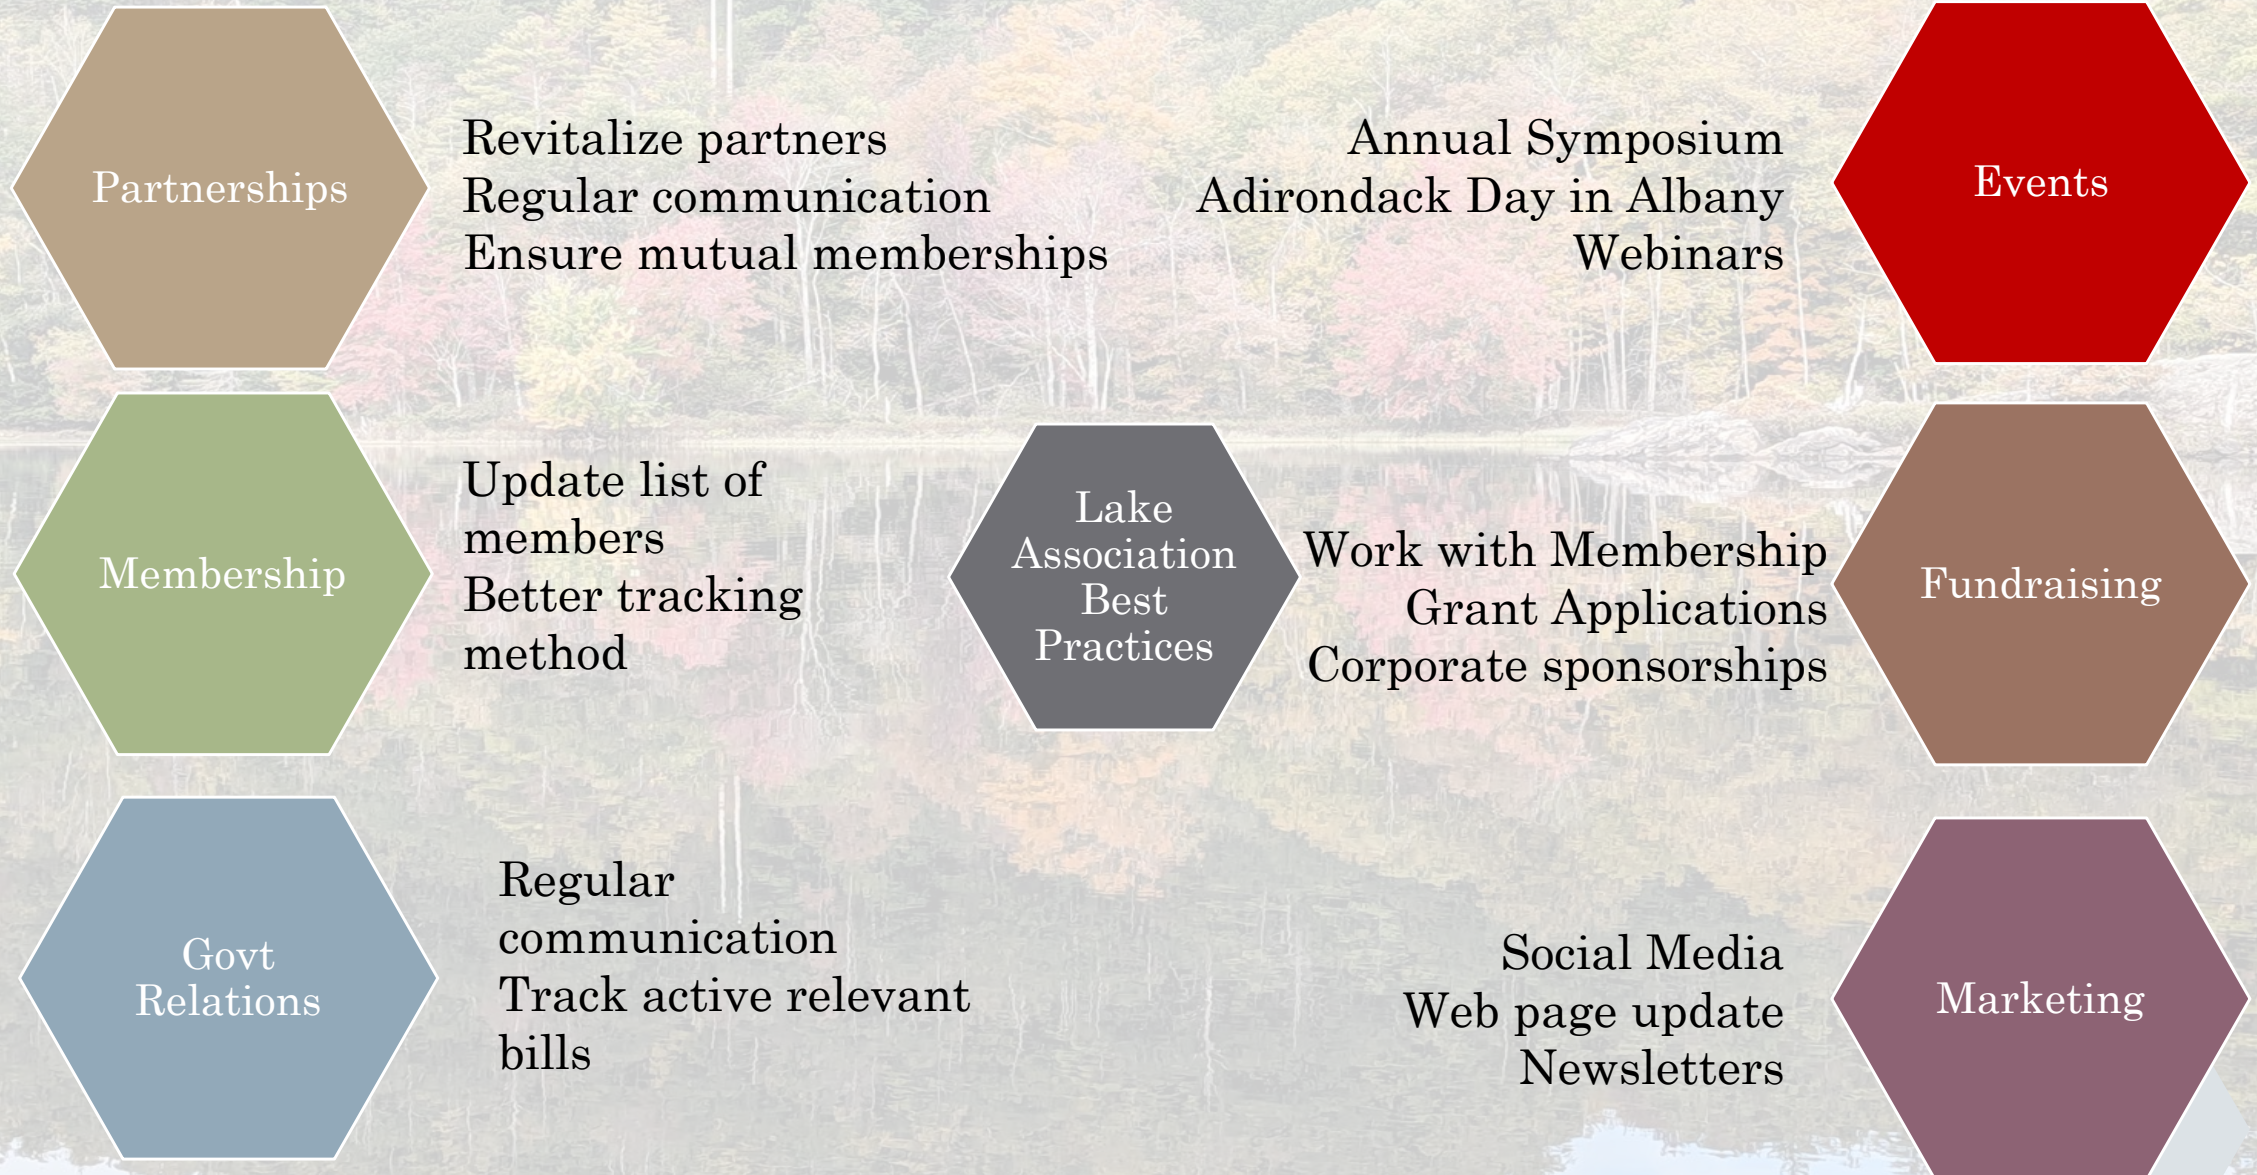 Partnerships
Revitalize partners
Regular communication
Ensure mutual memberships
Annual Symposium
Adirondack Day in Albany
Webinars
Events
Membership
Update list of
members
Better tracking
method
Lake
Association
Best
Practices
Work with Membership
Grant Applications
Corporate sponsorships
Fundraising
Govt
Relations
Regular
communication
Track active relevant
bills
Social Media
Web page update
Newsletters
Marketing